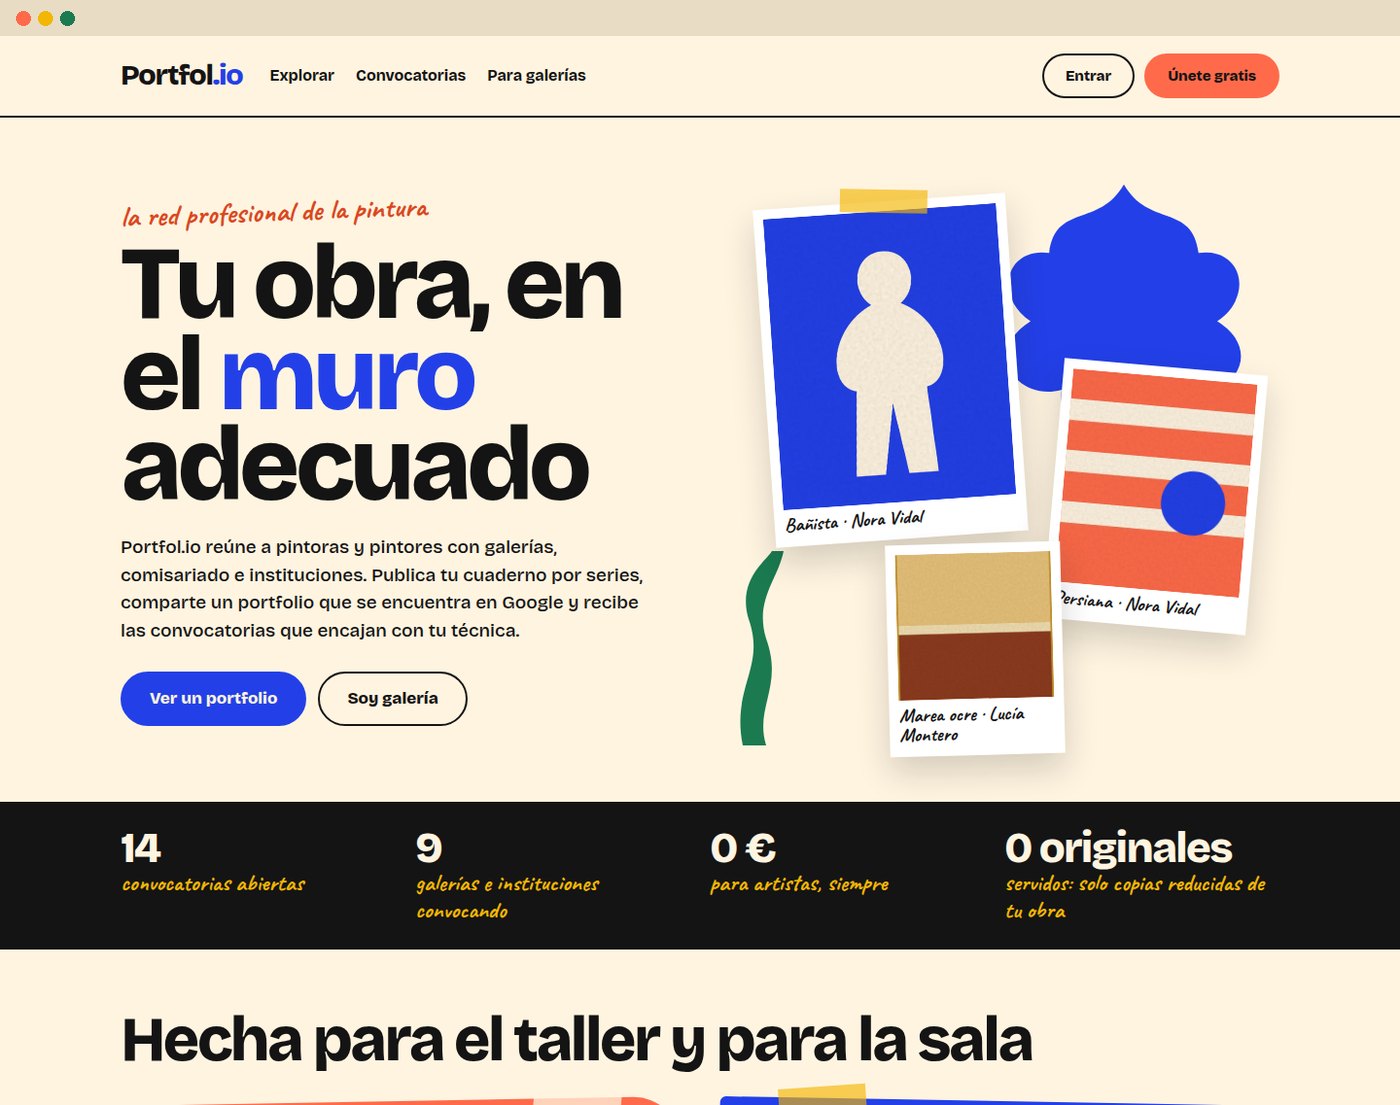 Portfol.io
Explorar
Convocatorias
Para galerías
Entrar
Únete gratis
la red profesional de la pintura
Tu obra, en
el muro
adecuado
Portfol.io reúne a pintoras y pintores con galerías,
comisariado e instituciones. Publica tu cuaderno por series,
comparte un portfolio que se encuentra en Google y recibe
las convocatorias que encajan con tu técnica.
Ver un portfolio
Soy galería
Bañista · Nora Vidal
Persiana · Nora Vidal
Marea ocre · Lucía
Montero
14
convocatorias abiertas
9
galerías e instituciones
convocando
0 €
para artistas, siempre
0 originales
servidos: solo copias reducidas de
tu obra
Hecha para el taller y para la sala